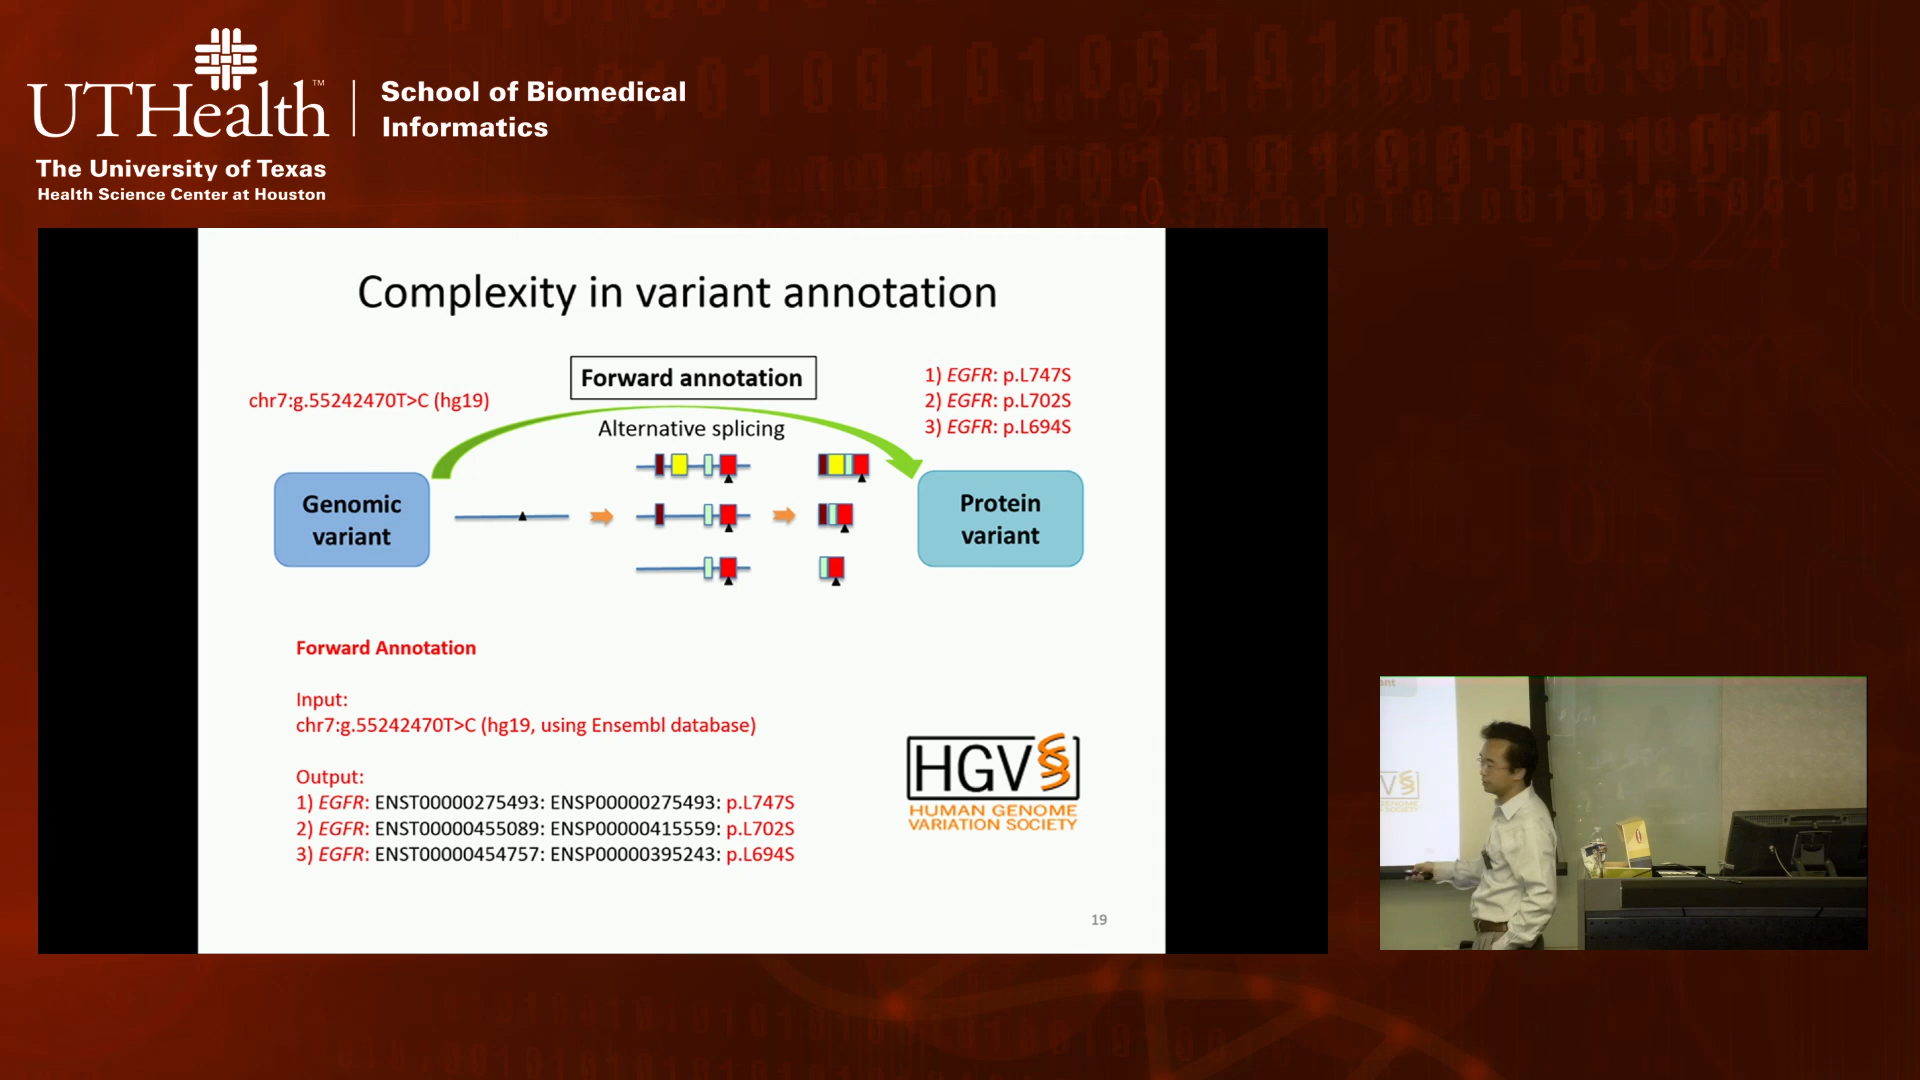 UTHealth™
School of Biomedical
Informatics
The University of Texas
Health Science Center at Houston
Complexity in variant annotation
Forward annotation
chr7:g.55242470T>C (hg19)
1) EGFR: p.L747S
2) EGFR: p.L702S
3) EGFR: p.L694S
Alternative splicing
Genomic
variant
Protein
variant
Forward Annotation
Input:
chr7:g.55242470T>C (hg19, using Ensembl database)
Output:
1) EGFR: ENST00000275493: ENSP00000275493: p.L747S
2) EGFR: ENST00000455089: ENSP00000415559: p.L702S
3) EGFR: ENST00000454757: ENSP00000395243: p.L694S
HGVS
HUMAN GENOME
VARIATION SOCIETY
19